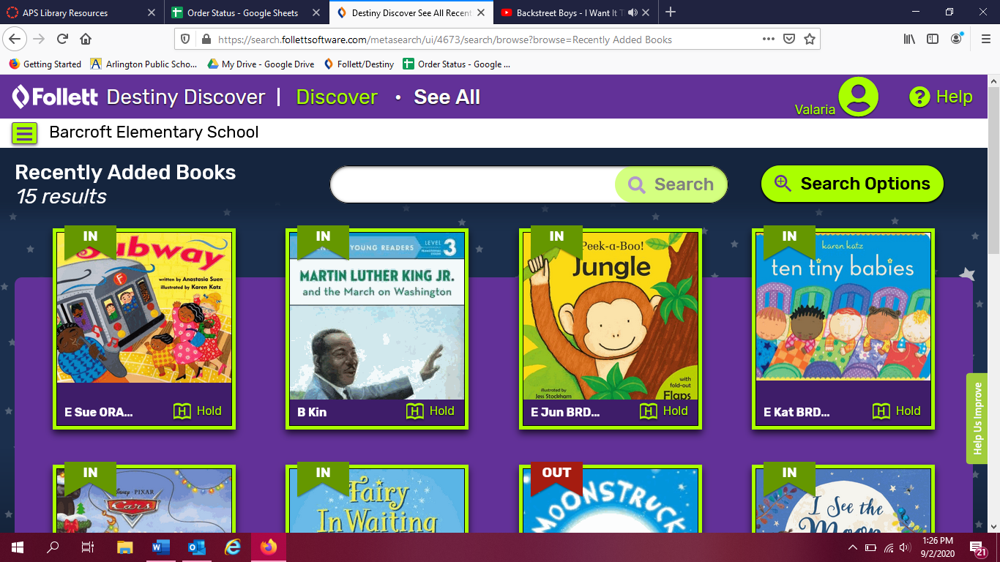 APS Library Resources
Order Status - Google Sheets
Destiny Discover See All Recent
Backstreet Boys - I Want It T
https://search.follettsoftware.com/metasearch/ui/4673/search/browse?browse=Recently Added Books
Getting Started
Arlington Public Scho...
My Drive - Google Drive
Follett/Destiny
Order Status - Google ...
Follett Destiny Discover | Discover • See All
Valaria
Help
Barcroft Elementary School
Recently Added Books
15 results
Search
Search Options
IN
Subway
written by Anastasia Suen
illustrated by Karen Katz
F
E Sue ORA...
Hold
IN
YOUNG READERS
LEVEL 3
MARTIN LUTHER KING JR.
and the March on Washington
B Kin
Hold
IN
Peek-a-Boo!
Jungle
illustrated by
Jess Stockham
with
fold-out
Flaps
E Jun BRD...
Hold
IN
karen katz
ten tiny babies
E Kat BRD...
Hold
Help Us Improve
IN
Disney · PIXAR
Cars
IN
Fairy
In Waiting
OUT
MOONSTRUCK
IN
I See the
Moon
1:26 PM
9/2/2020
21